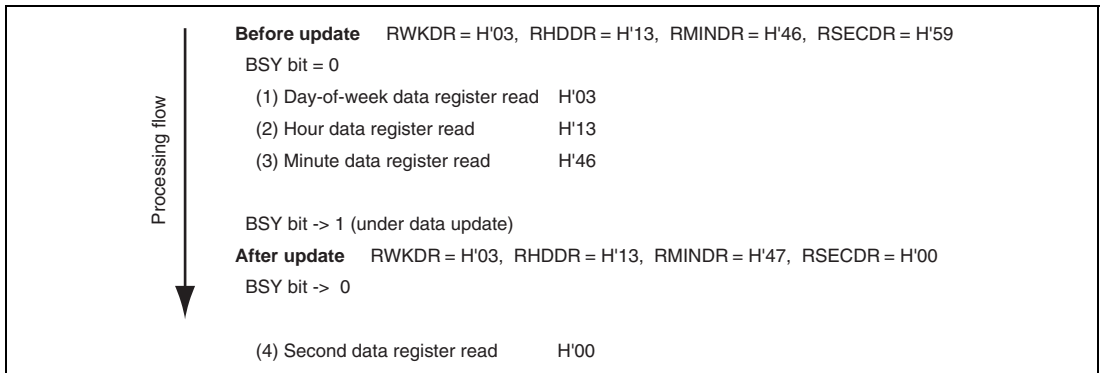 Processing flow
Before update RWKDR = H'03, RHDDR = H'13, RMINDR = H'46, RSECDR = H'59
BSY bit = 0
(1) Day-of-week data register read H'03
(2) Hour data register read H'13
(3) Minute data register read H'46
BSY bit -> 1 (under data update)
After update RWKDR = H'03, RHDDR = H'13, RMINDR = H'47, RSECDR = H'00
BSY bit -> 0
(4) Second data register read H'00